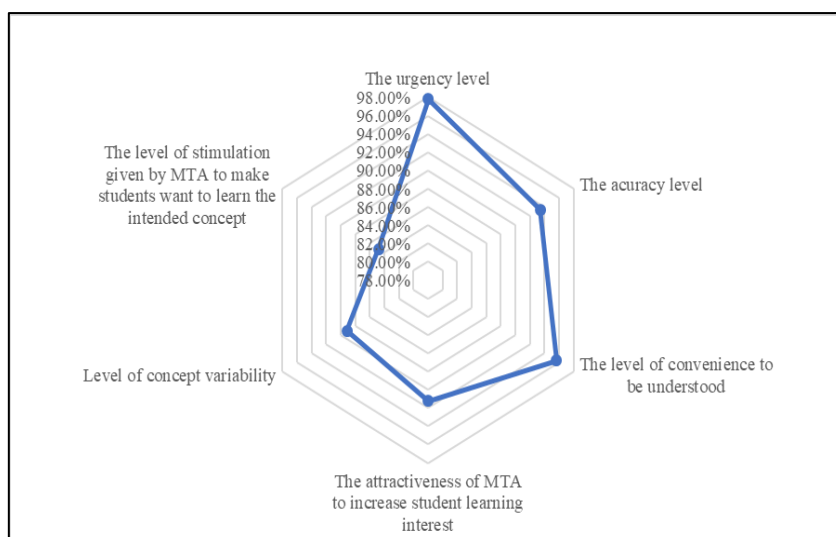 The urgency level
98.00%
96.00%
94.00%
92.00%
90.00%
88.00%
86.00%
84.00%
82.00%
80.00%
78.00%
The acuracy level
The level of convenience to
be understood
The attractiveness of MTA
to increase student learning
interest
Level of concept variability
The level of stimulation
given by MTA to make
students want to learn the
intended concept